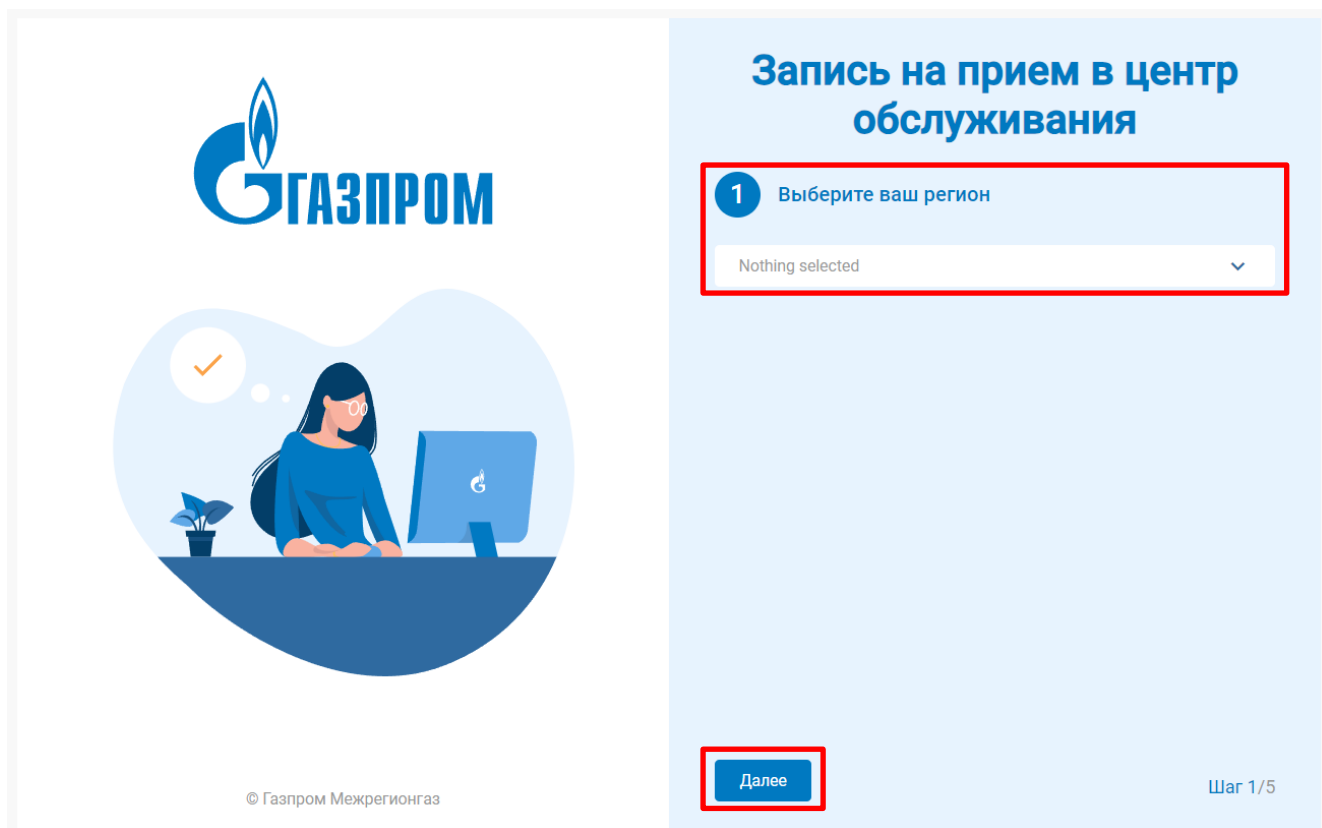 ГАЗПРОМ
© Газпром Межрегионгаз
Запись на прием в центр
обслуживания
1 Выберите ваш регион
Nothing selected
Далее
Шаг 1/5